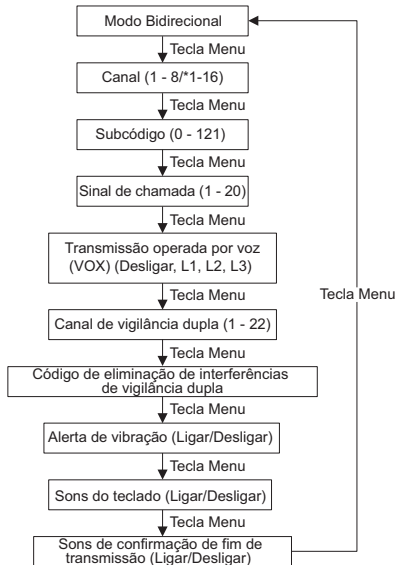 Modo Bidirecional
Tecla Menu
Canal (1 - 8/*1-16)
Tecla Menu
Subcódigo (0 - 121)
Tecla Menu
Sinal de chamada (1 - 20)
Tecla Menu
Transmissão operada por voz
(VOX) (Desligar, L1, L2, L3)
Tecla Menu
Tecla Menu
Canal de vigilância dupla (1 - 22)
Tecla Menu
Código de eliminação de interferências
de vigilância dupla
Tecla Menu
Alerta de vibração (Ligar/Desligar)
Tecla Menu
Sons do teclado (Ligar/Desligar)
Tecla Menu
Sons de confirmação de fim de
transmissão (Ligar/Desligar)